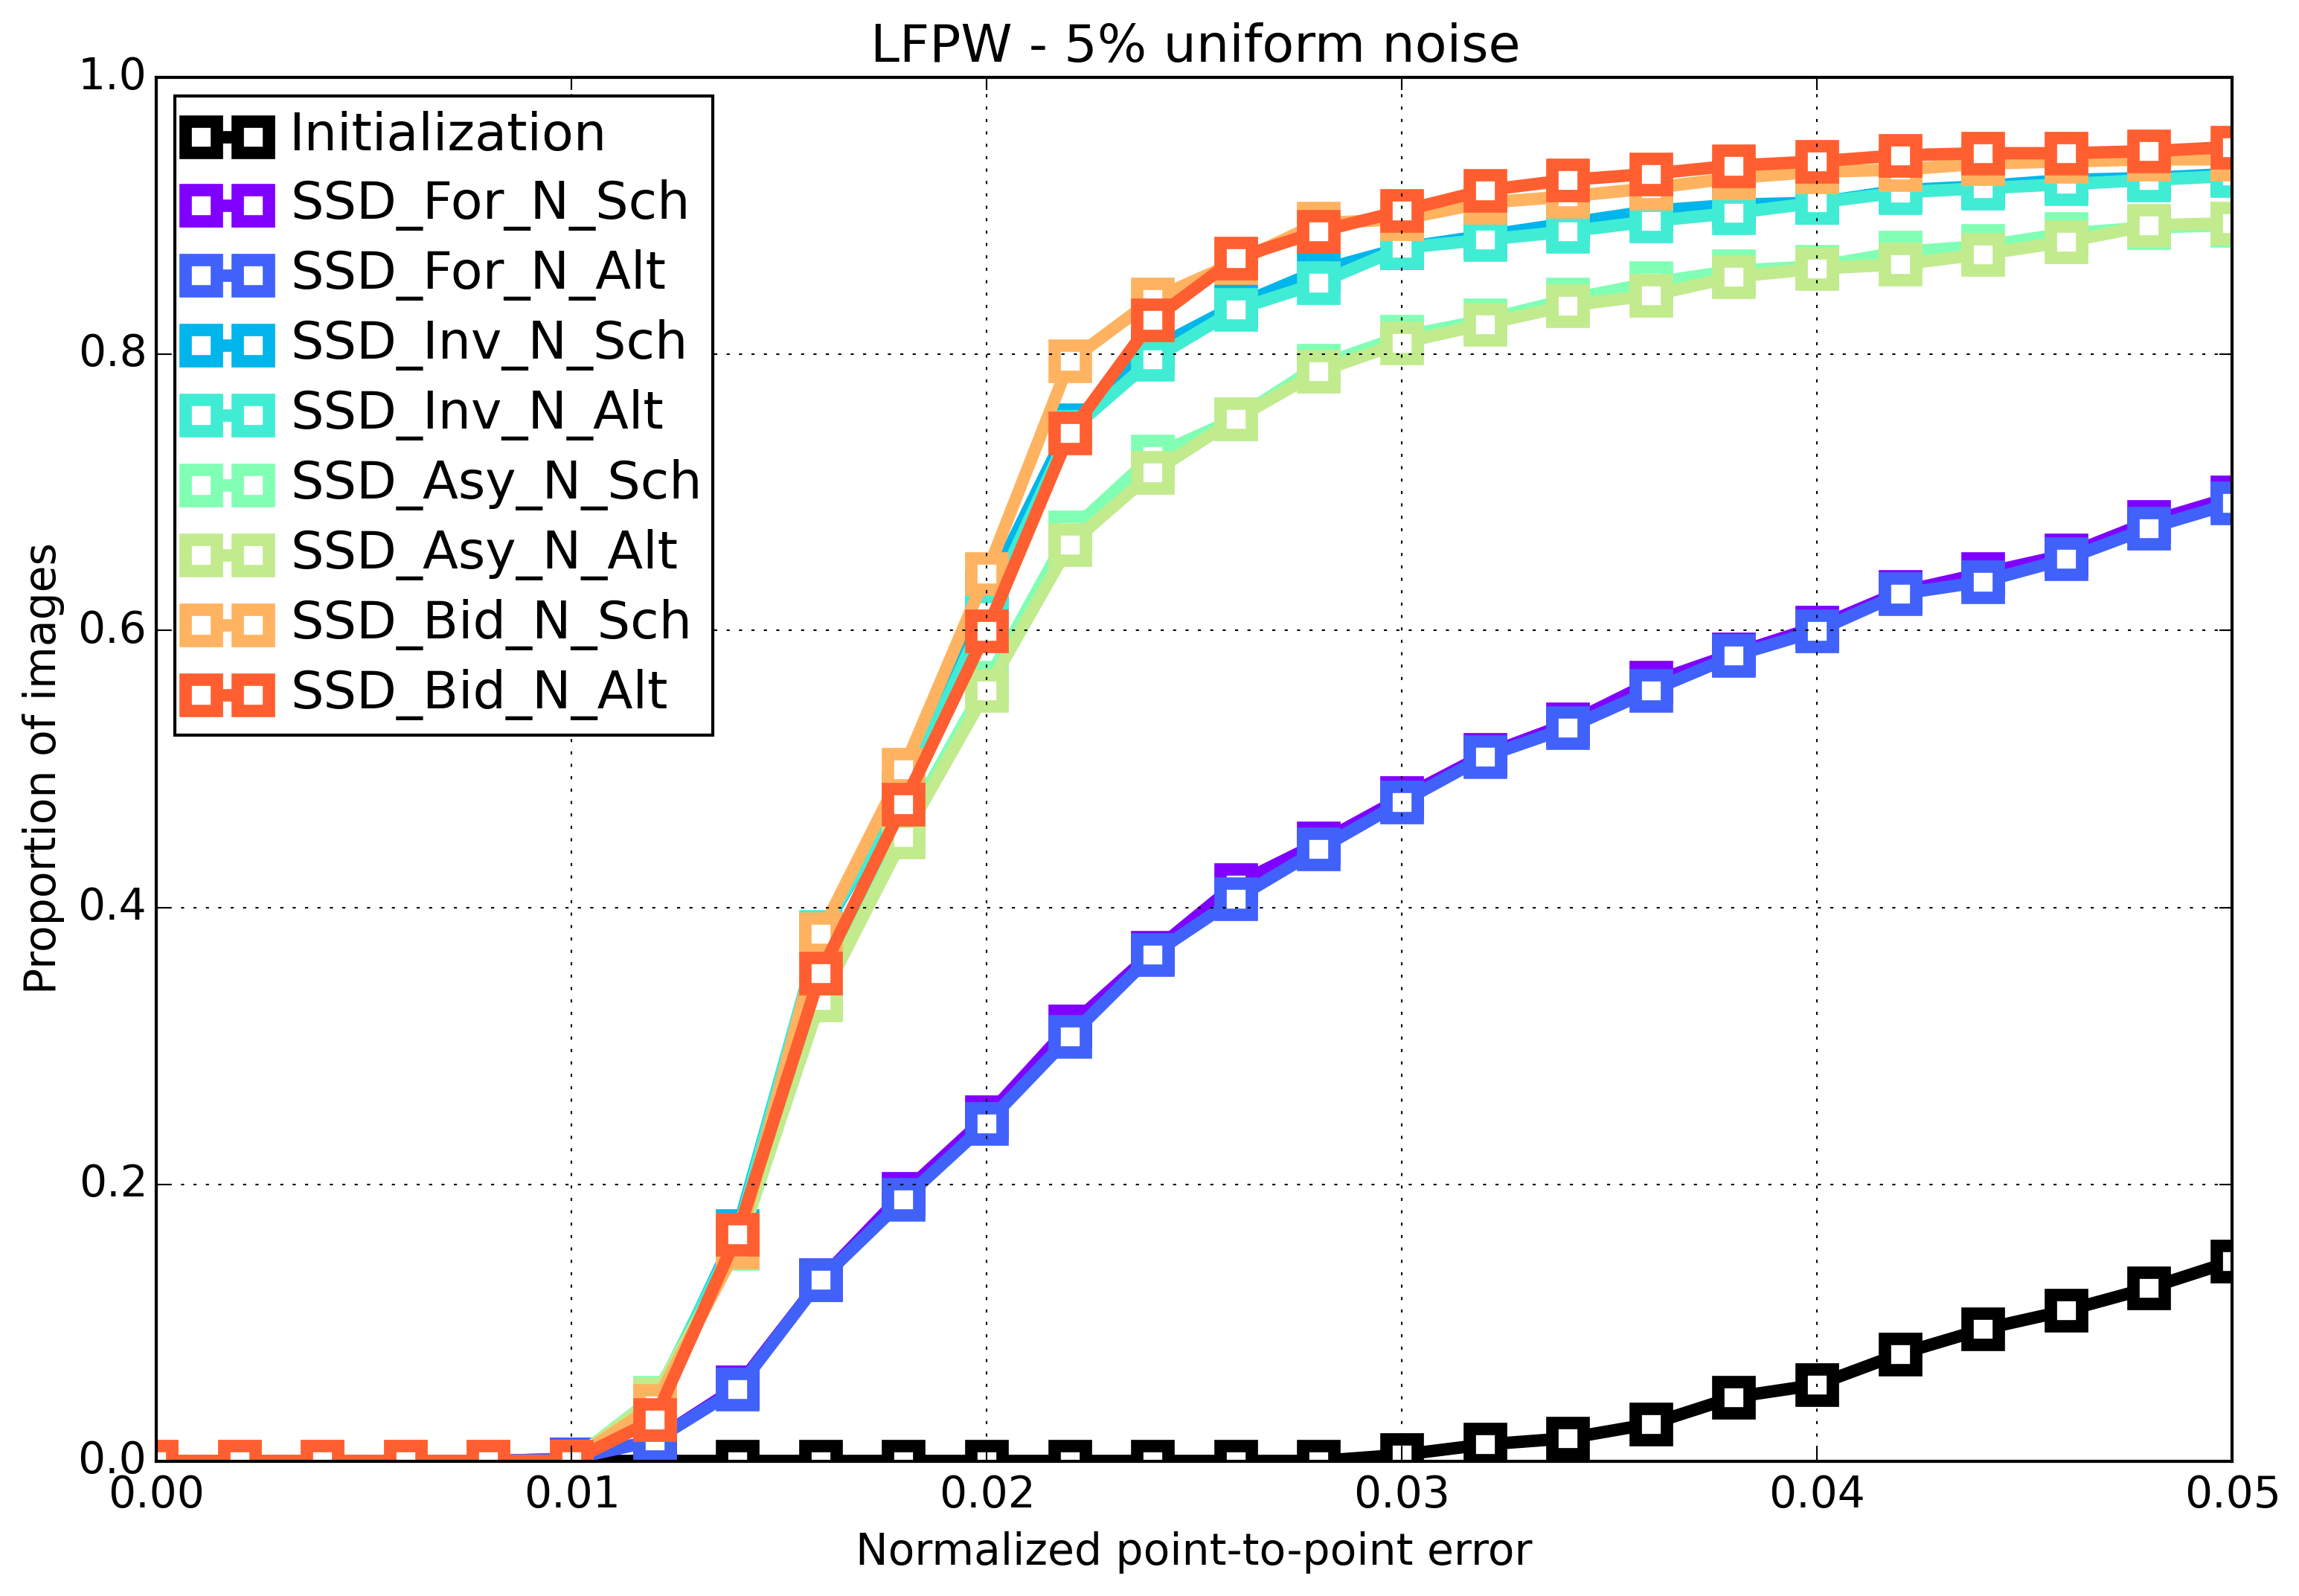 LFPW - 5% uniform noise
1.0
0.8
0.6
0.4
0.2
0.0
Proportion of images
Initialization
SSD_For_N_Sch
SSD_For_N_Alt
SSD_Inv_N_Sch
SSD_Inv_N_Alt
SSD_Asy_N_Sch
SSD_Asy_N_Alt
SSD_Bid_N_Sch
SSD_Bid_N_Alt
0.00 0.01 0.02 0.03 0.04 0.05
Normalized point-to-point error